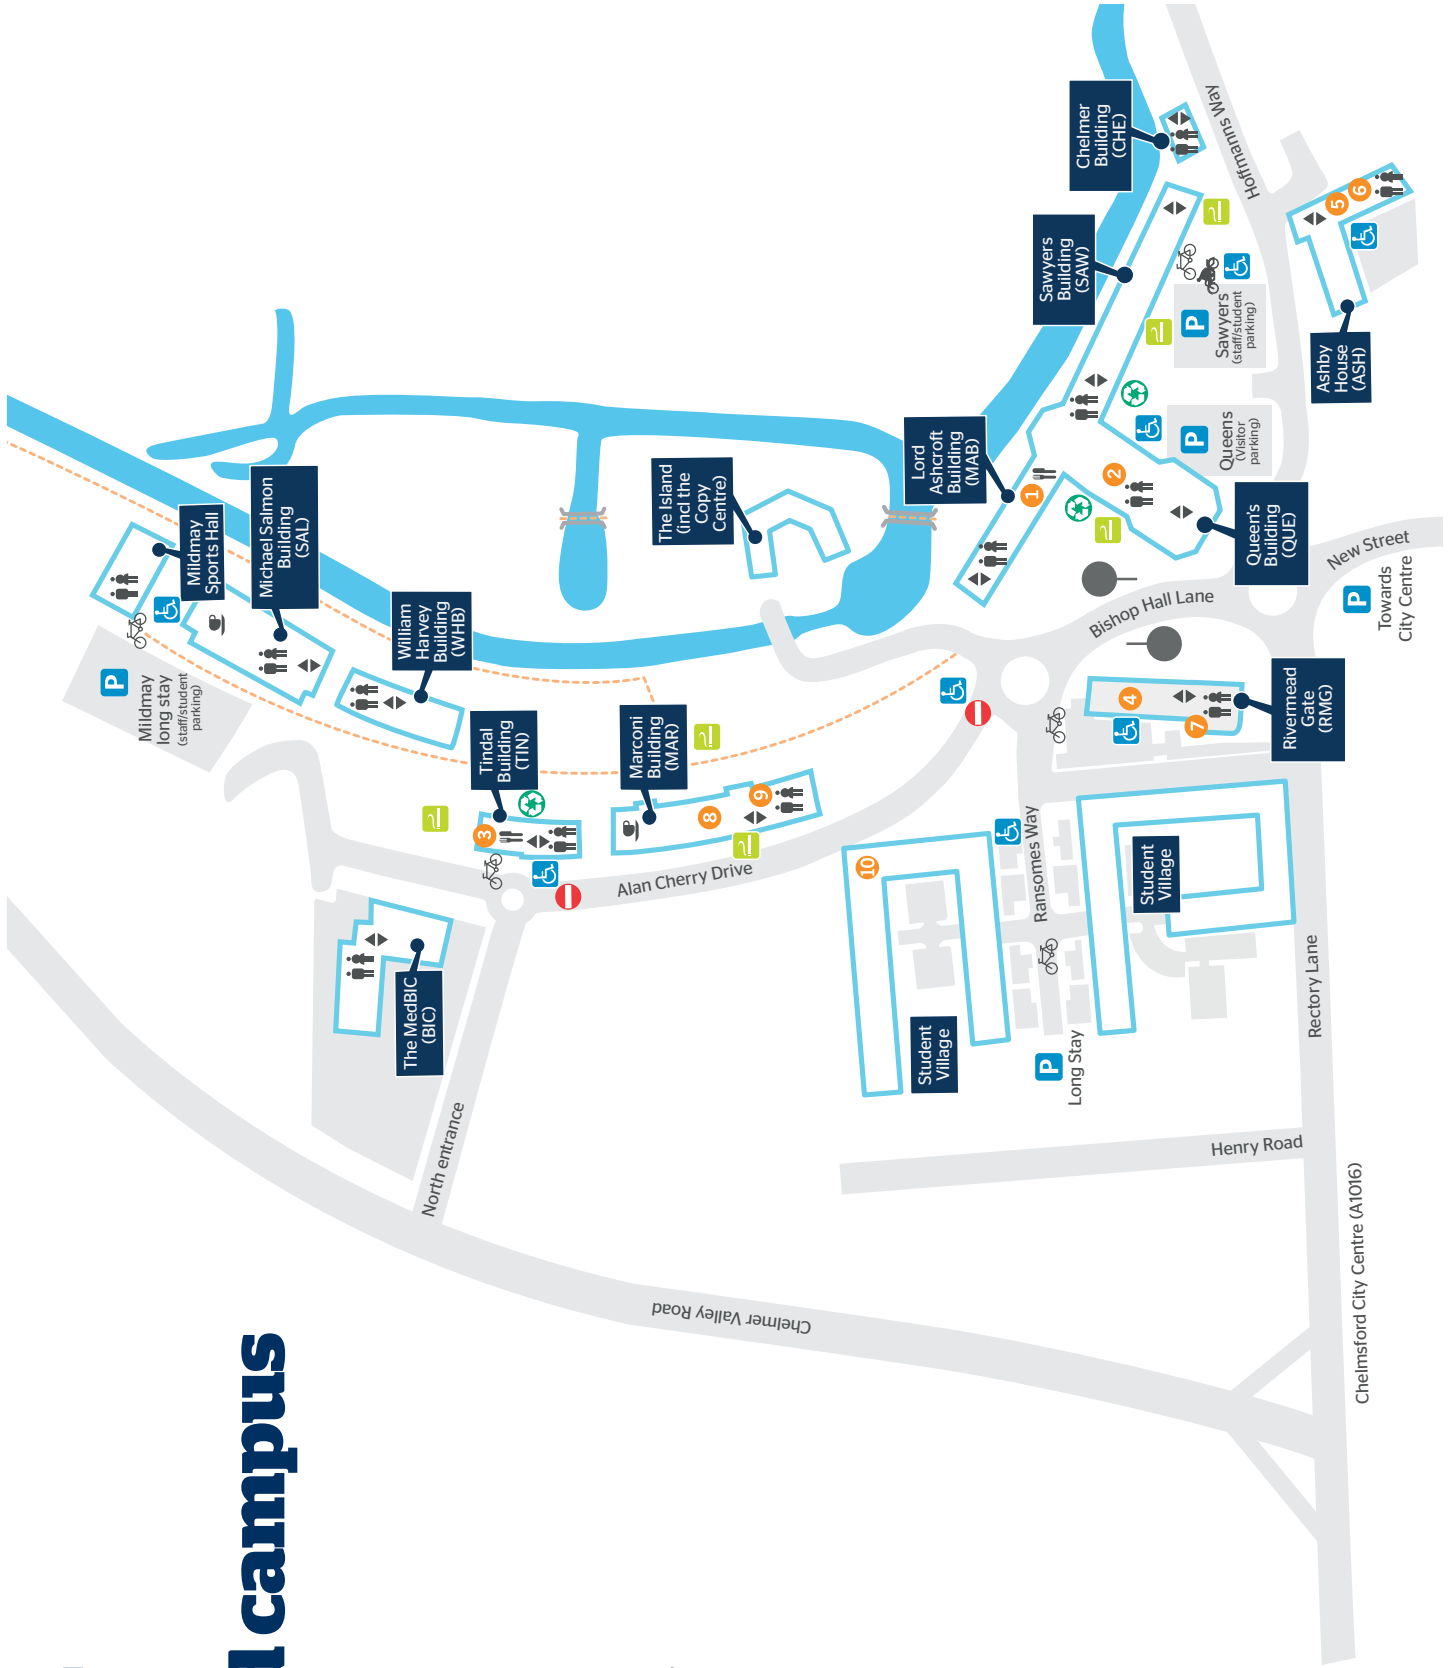 l campus
Mildmay
Sports Hall
Michael Salmon
Building
(SAL)
P
Mildmay
long stay
(staff/student
parking)
William
Harvey
Building
(WHB)
Tindal
Building
(TIN)
3
Marconi
Building
(MAR)
8
9
The MedBIC
(BIC)
North entrance
Alan Cherry Drive
Chelmer Valley Road
The Island
(incl the
Copy
Centre)
Lord
Ashcroft
Building
(MAB)
1
2
Sawyers
Building
(SAW)
Chelmer
Building
(CHE)
Hofmanns Way
5
6
P
Sawyers
(staff/student
parking)
P
Queens
(Visitor
parking)
Ashby
House
(ASH)
Queen's
Building
(QUE)
New Street
P
Towards
City Centre
Bishop Hall Lane
4
7
Rivermead
Gate
(RMG)
10
Ransomes Way
Student
Village
Student
Village
P
Long Stay
Rectory Lane
Henry Road
Chelmsford City Centre (A1016)